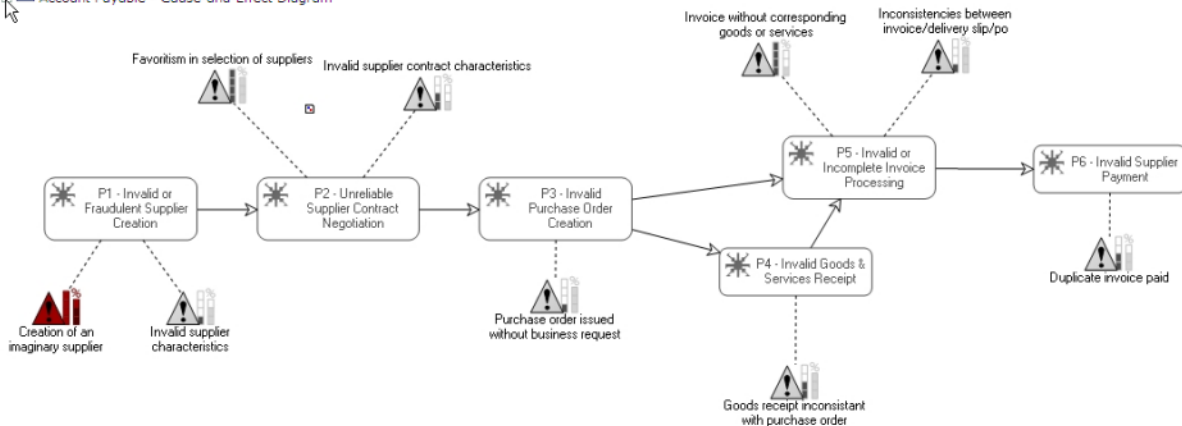 Account Payable - Cause and Effect Diagram
Invoice without corresponding
goods or services
Inconsistencies between
invoice/delivery slip/po
Favoritism in selection of suppliers
Invalid supplier contract characteristics
P1 - Invalid or
Fraudulent Supplier
Creation
P2 - Unreliable
Supplier Contract
Negotiation
P3 - Invalid
Purchase Order
Creation
P5 - Invalid or
Incomplete Invoice
Processing
P6 - Invalid Supplier
Payment
P4 - Invalid Goods &
Services Receipt
Creation of an
imaginary supplier
Invalid supplier
characteristics
Purchase order issued
without business request
Duplicate invoice paid
Goods receipt inconsistant
with purchase order